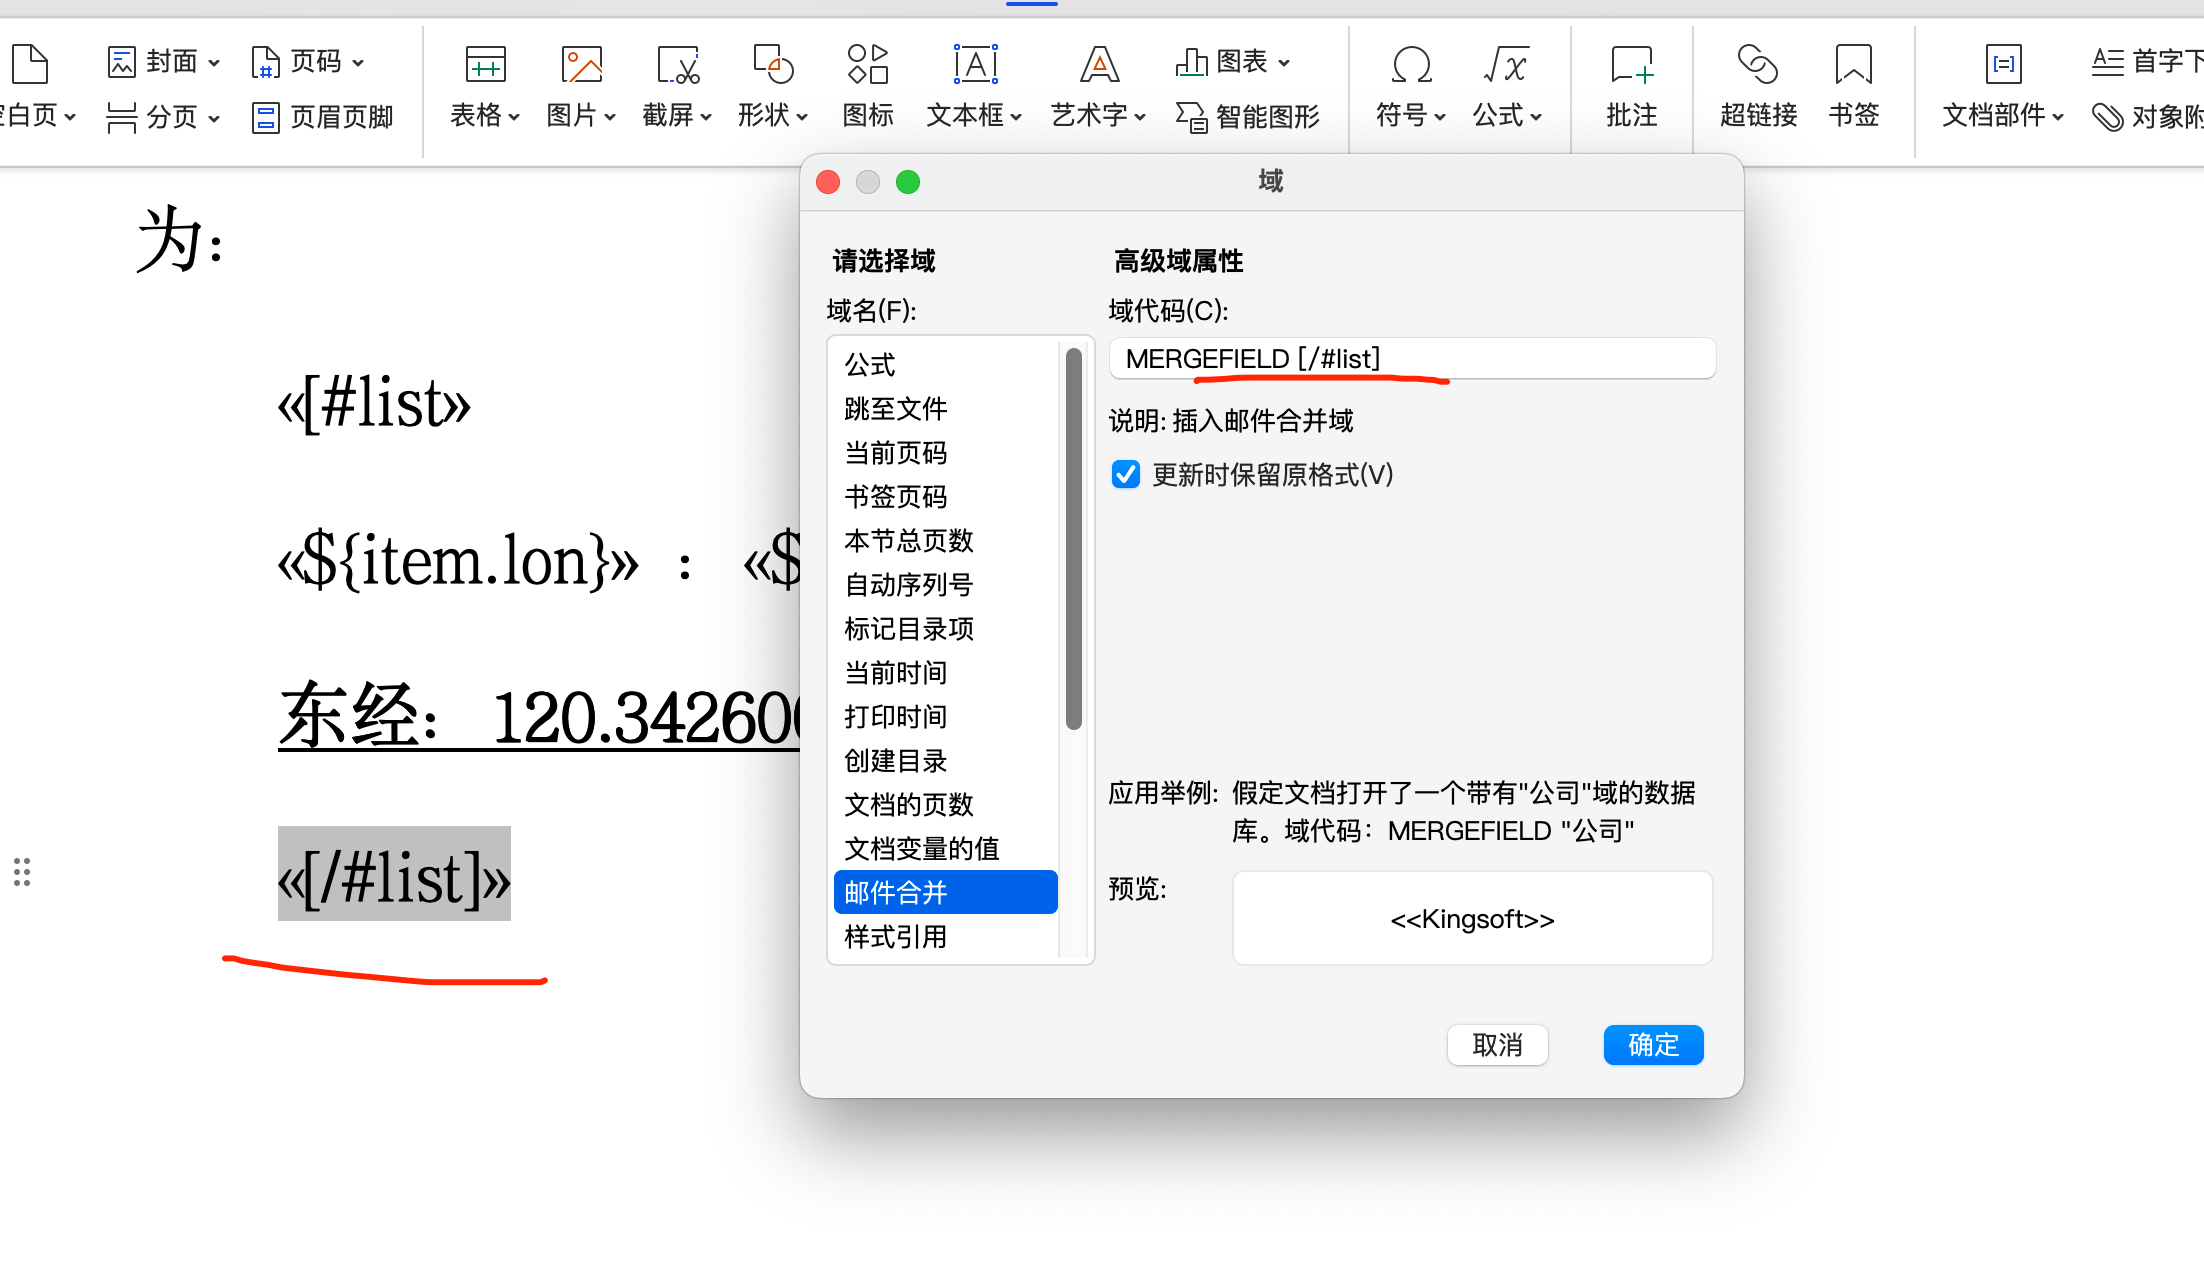 封面 页码 表格 图片 截屏 形状 图标 文本框 艺术字 图表 符号 公式 批注 超链接 书签 文档部件 首字下
空白页 分页 页眉页脚 智能图形 对象附
域
为：
«[#list»
«${item.lon}» ： «$
东经： 120.342600
«[/#list]»
请选择域
域名(F):
公式
跳至文件
当前页码
书签页码
本节总页数
自动序列号
标记目录项
当前时间
打印时间
创建目录
文档的页数
文档变量的值
邮件合并
样式引用
高级域属性
域代码(C):
MERGEFIELD [/#list]
说明: 插入邮件合并域
更新时保留原格式(V)
应用举例: 假定文档打开了一个带有"公司"域的数据
库。域代码：MERGEFIELD "公司"
预览:
<<Kingsoft>>
取消 确定